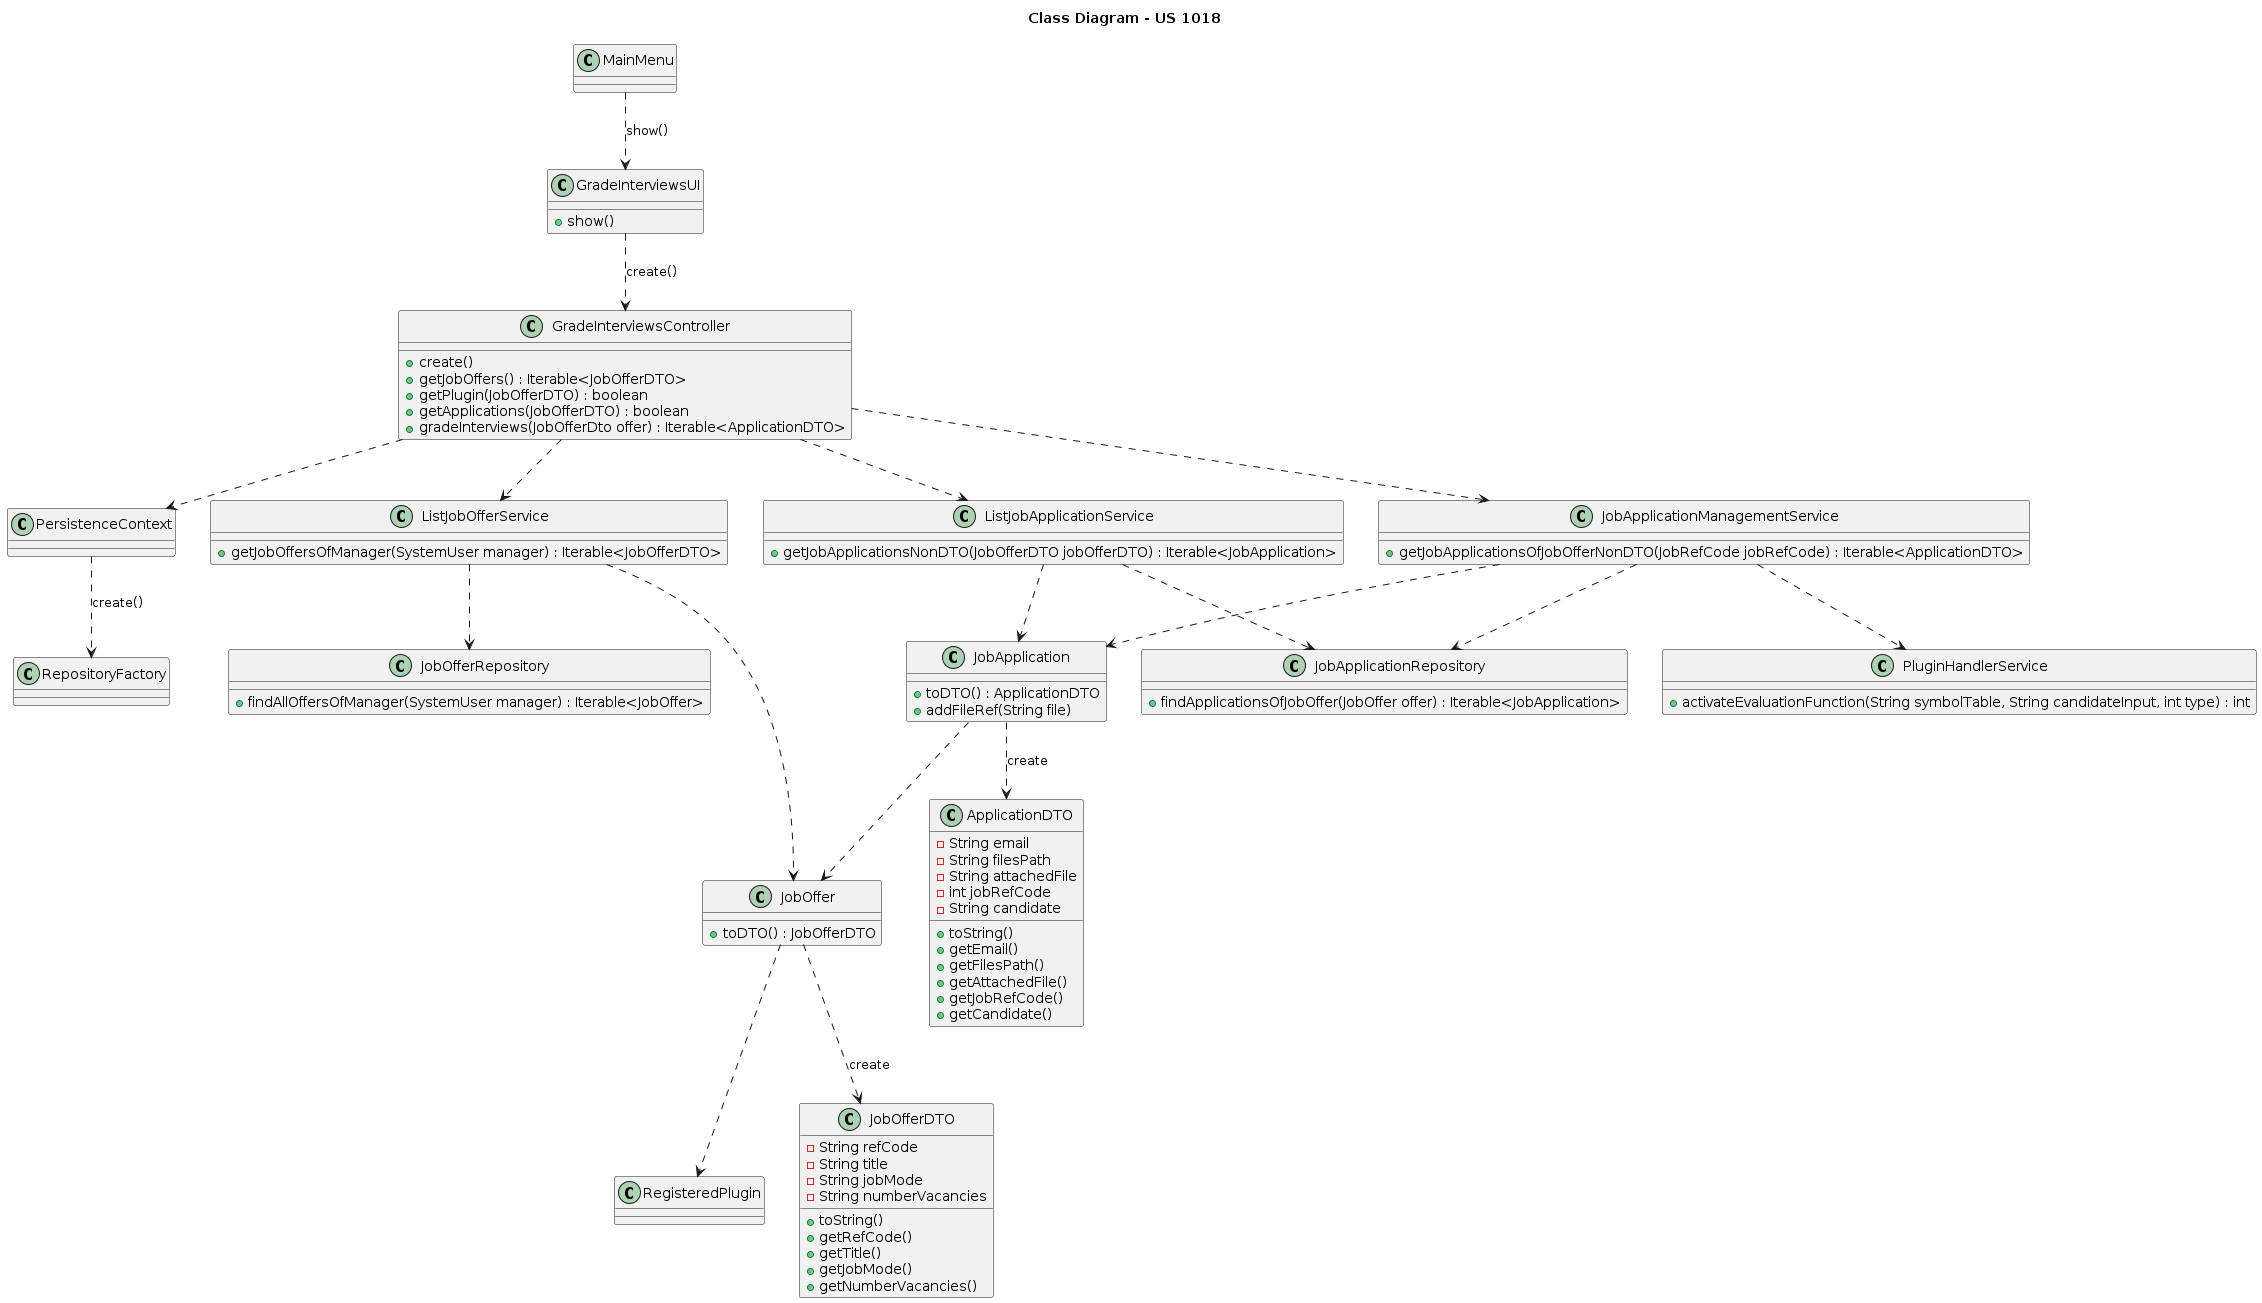 Class Diagram - US 1018
C MainMenu
show()
C GradeInterviewsUI
show()
create()
C GradeInterviewsController
create()
getJobOffers() : Iterable<JobOfferDTO>
getPlugin(JobOfferDTO) : boolean
getApplications(JobOfferDTO) : boolean
gradeInterviews(JobOfferDto offer) : Iterable<ApplicationDTO>
C PersistenceContext
C ListJobOfferService
getJobOffersOfManager(SystemUser manager) : Iterable<JobOfferDTO>
C ListJobApplicationService
getJobApplicationsNonDTO(JobOfferDTO jobOfferDTO) : Iterable<JobApplication>
C JobApplicationManagementService
getJobApplicationsOfJobOfferNonDTO(JobRefCode jobRefCode) : Iterable<ApplicationDTO>
create()
C RepositoryFactory
C JobOfferRepository
findAllOffersOfManager(SystemUser manager) : Iterable<JobOffer>
C JobApplication
toDTO() : ApplicationDTO
addFileRef(String file)
C JobApplicationRepository
findApplicationsOfJobOffer(JobOffer offer) : Iterable<JobApplication>
C PluginHandlerService
activateEvaluationFunction(String symbolTable, String candidateInput, int type) : int
create
C ApplicationDTO
String email
String filesPath
String attachedFile
int jobRefCode
String candidate
toString()
getEmail()
getFilesPath()
getAttachedFile()
getJobRefCode()
getCandidate()
C JobOffer
toDTO() : JobOfferDTO
create
C RegisteredPlugin
C JobOfferDTO
String refCode
String title
String jobMode
String numberVacancies
toString()
getRefCode()
getTitle()
getJobMode()
getNumberVacancies()